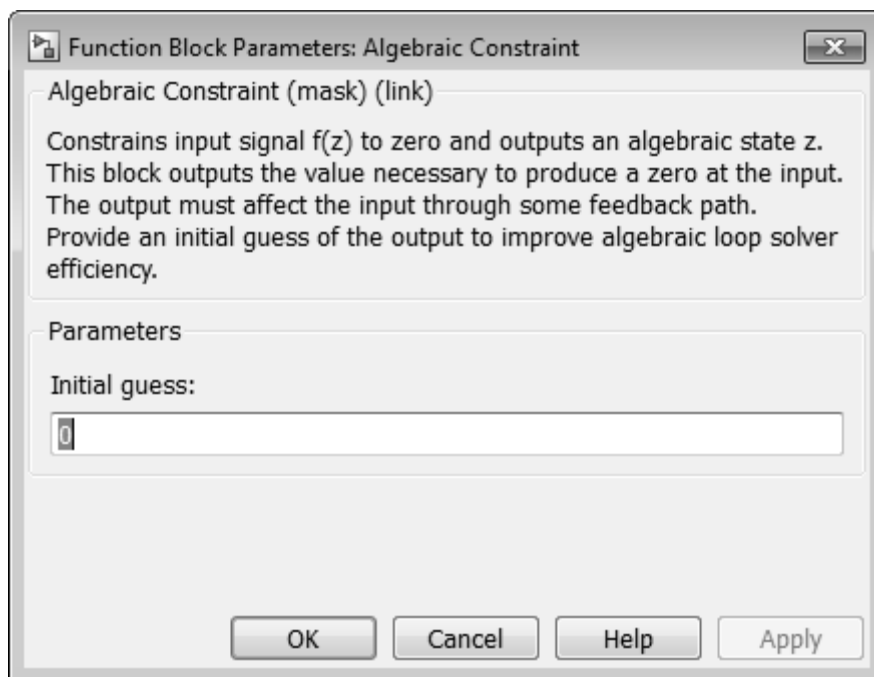 Function Block Parameters: Algebraic Constraint
Algebraic Constraint (mask) (link)
Constrains input signal f(z) to zero and outputs an algebraic state z.
This block outputs the value necessary to produce a zero at the input.
The output must affect the input through some feedback path.
Provide an initial guess of the output to improve algebraic loop solver
efficiency.
Parameters
Initial guess:
0
OK Cancel Help Apply